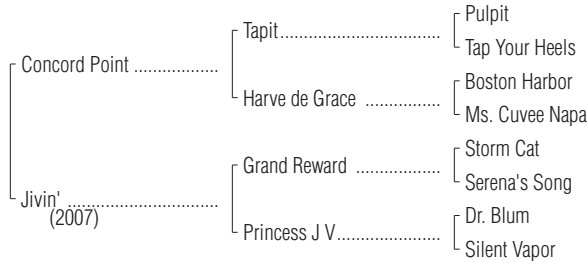 Pulpit
Tapit
Tap Your Heels
Concord Point
Boston Harbor
Harve de Grace
Ms. Cuvee Napa
Storm Cat
Grand Reward
Serena's Song
Jivin'
(2007)
Dr. Blum
Princess J V
Silent Vapor